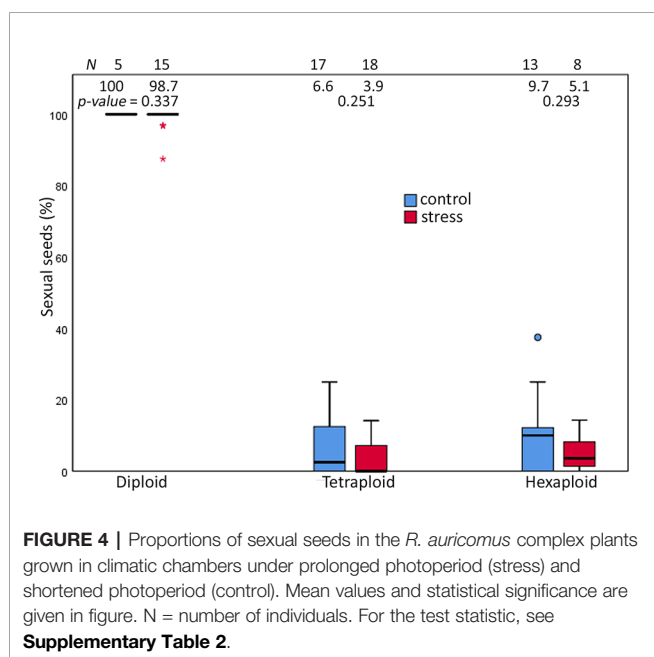 N 5 15 17 18 13 8
100 98.7 6.6 3.9 9.7 5.1
p-value = 0.337 0.251 0.293
100
80
60
40
20
0
Sexual seeds (%)
control
stress
Diploid Tetraploid Hexaploid
FIGURE 4 | Proportions of sexual seeds in the R. auricomus complex plants
grown in climatic chambers under prolonged photoperiod (stress) and
shortened photoperiod (control). Mean values and statistical significance are
given in figure. N = number of individuals. For the test statistic, see
Supplementary Table 2.